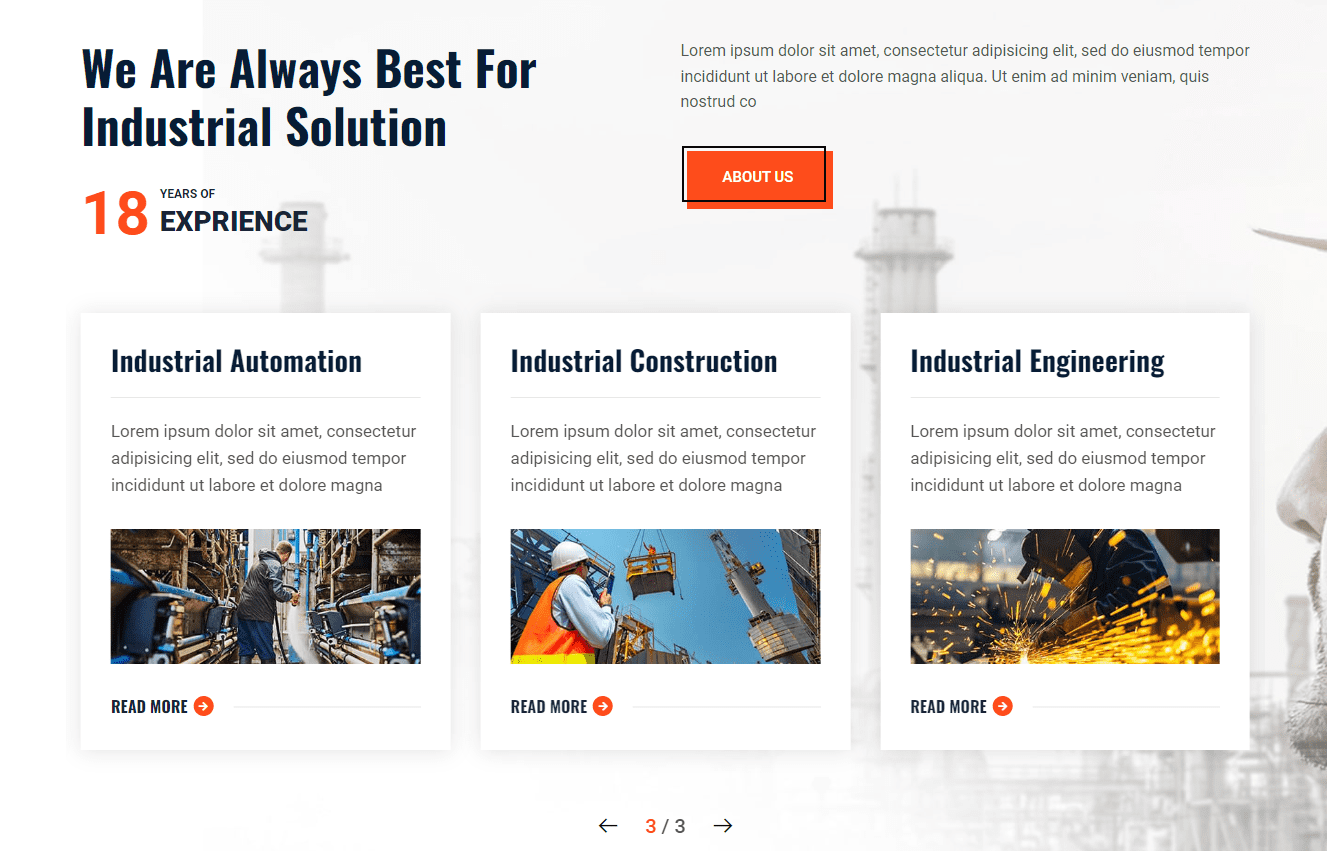 We Are Always Best For
Industrial Solution
18
YEARS OF
EXPRIENCE
Lorem ipsum dolor sit amet, consectetur adipisicing elit, sed do eiusmod tempor
incididunt ut labore et dolore magna aliqua. Ut enim ad minim veniam, quis
nostrud co
ABOUT US
Industrial Automation
Lorem ipsum dolor sit amet, consectetur
adipisicing elit, sed do eiusmod tempor
incididunt ut labore et dolore magna
READ MORE
Industrial Construction
Lorem ipsum dolor sit amet, consectetur
adipisicing elit, sed do eiusmod tempor
incididunt ut labore et dolore magna
READ MORE
Industrial Engineering
Lorem ipsum dolor sit amet, consectetur
adipisicing elit, sed do eiusmod tempor
incididunt ut labore et dolore magna
READ MORE
3 / 3